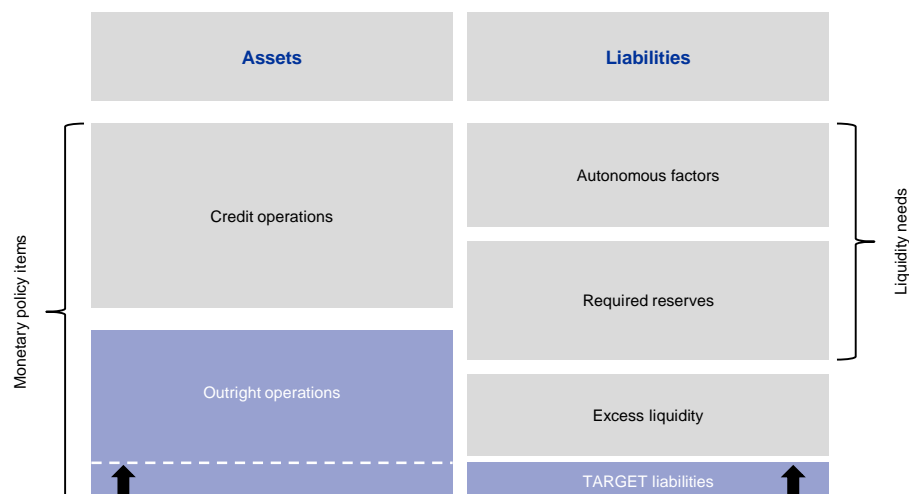 Assets
Liabilities
Monetary policy items
Credit operations
Outright operations
Autonomous factors
Required reserves
Excess liquidity
TARGET liabilities
Liquidity needs